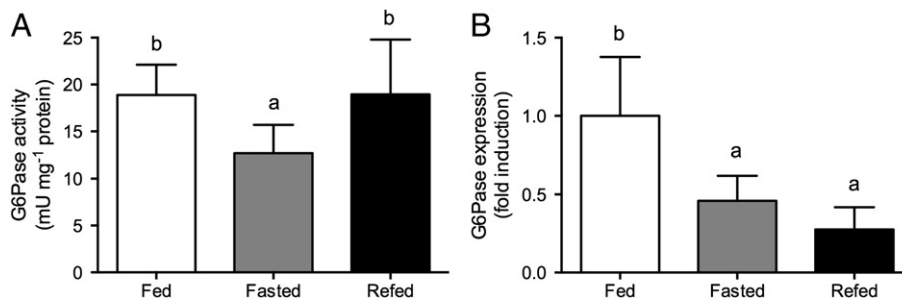 A
G6Pase activity
(mU mg⁻¹ protein)
25
20
15
10
5
0
b
a
b
Fed
Fasted
Refed
B
G6Pase expression
(fold induction)
1.5
1.0
0.5
0.0
b
a
a
Fed
Fasted
Refed